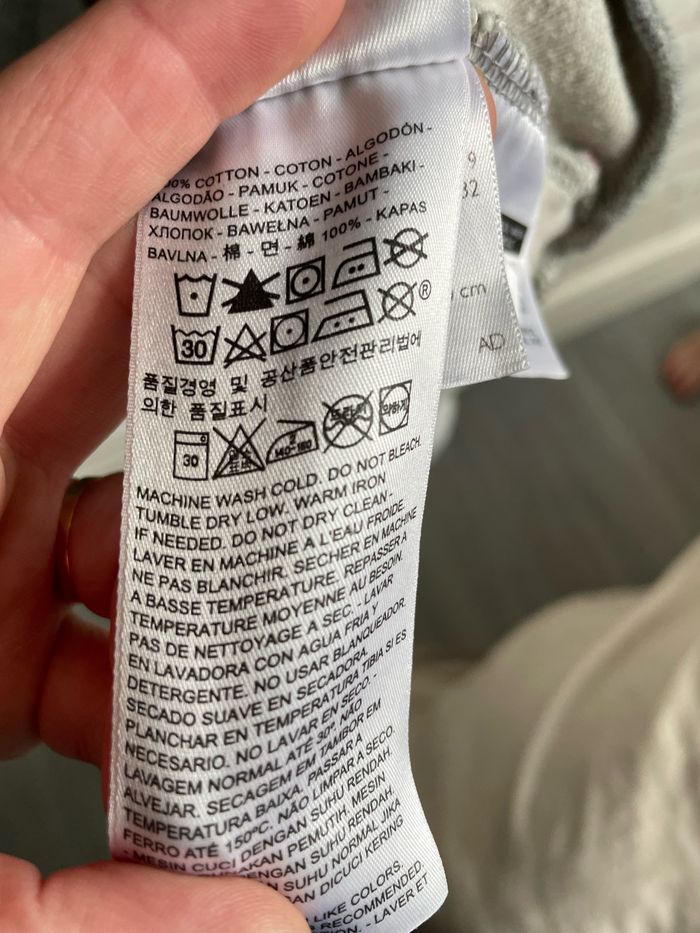 % COTTON - COTON - ALGODÓN -
ALGODÃO - PAMUK - COTONE -
BAUMWOLLE - KATOEN - BAMBAKI -
ХЛОПОК - BAWEŁNA - PAMUT -
BAVLNA - 棉 - 면 - 綿 100% - KAPAS
®
30
품질경영 및 공산품안전관리법에
의한 품질표시
30
MACHINE WASH COLD. DO NOT BLEACH.
TUMBLE DRY LOW. WARM IRON
IF NEEDED. DO NOT DRY CLEAN -
LAVER EN MACHINE A L'EAU FROIDE.
NE PAS BLANCHIR. SECHER EN MACHINE
A BASSE TEMPERATURE. REPASSER A
TEMPERATURE MOYENNE AU BESOIN.
PAS DE NETTOYAGE A SEC. - LAVAR
EN LAVADORA CON AGUA FRIA Y
DETERGENTE. NO USAR BLANQUEADOR.
SECADO SUAVE EN SECADORA.
PLANCHAR EN TEMPERATURA TIBIA SI ES
NECESARIO. NO LAVAR EN SECO. -
LAVAGEM NORMAL ATÉ 30º. NÃO
ALVEJAR. SECAGEM EM TAMBOR EM
TEMPERATURA BAIXA. PASSAR A
FERRO ATÉ 150ºC. NÃO LIMPAR A SECO.
- MESIN CUCI DENGAN SUHU RENDAH.
PEMUTIH. MESIN
DENGAN SUHU RENDAH.
SUHU NORMAL JIKA
DICUCI KERING
LIKE COLORS.
RECOMMENDED.
- LAVER ET
9
32
cm
AD